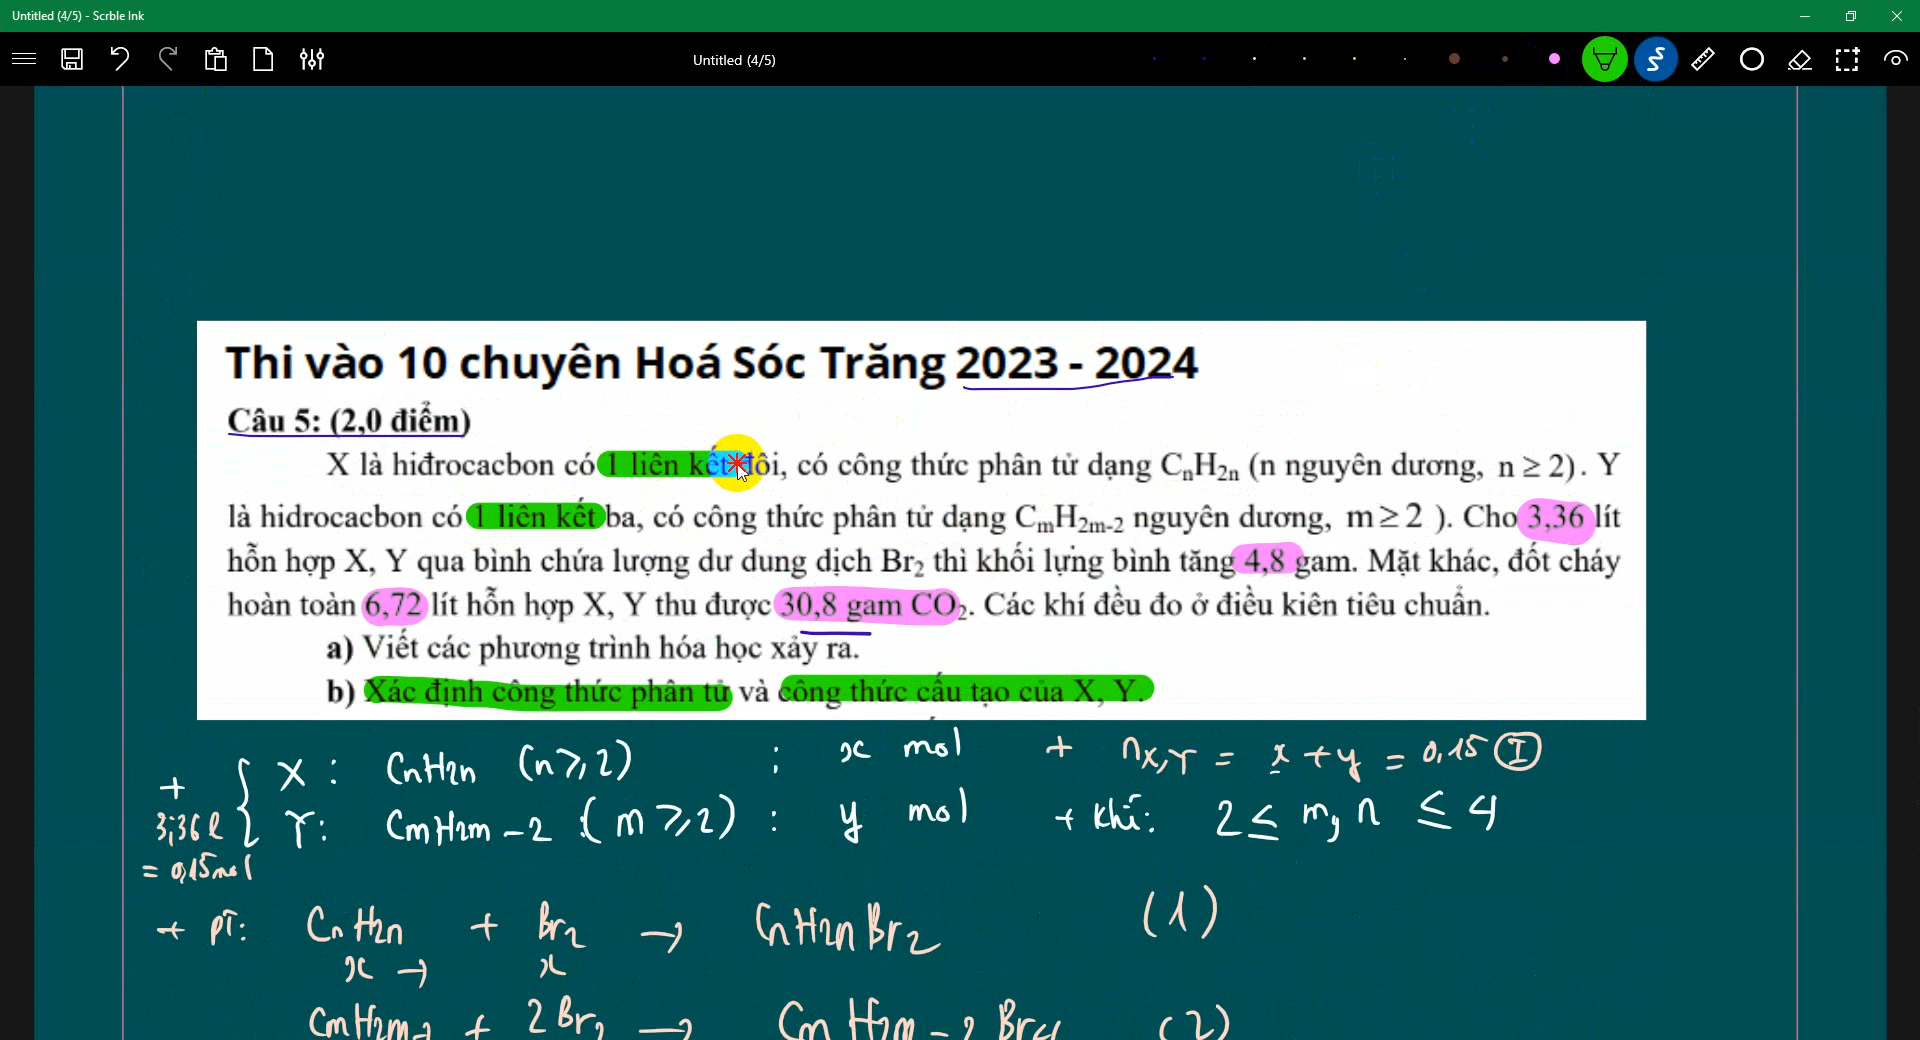 Untitled (4/5) - Scrble Ink
Untitled (4/5)
Thi vào 10 chuyên Hoá Sóc Trăng 2023 - 2024
Câu 5: (2,0 điểm)
X là hiđrocacbon có 1 liên kết đôi, có công thức phân tử dạng CnH2n (n nguyên dương, n ≥ 2). Y
là hidrocacbon có 1 liên kết ba, có công thức phân tử dạng CmH2m-2 nguyên dương, m ≥ 2 ). Cho 3,36 lít
hỗn hợp X, Y qua bình chứa lượng dư dung dịch Br2 thì khối lựng bình tăng 4,8 gam. Mặt khác, đốt cháy
hoàn toàn 6,72 lít hỗn hợp X, Y thu được 30,8 gam CO2. Các khí đều đo ở điều kiên tiêu chuẩn.
a) Viết các phương trình hóa học xảy ra.
b) Xác định công thức phân tử và công thức cấu tạo của X, Y.
X : CnH2n (n ≥ 2) ; x mol + nX,Y = x + y = 0,15 (I)
+ 3,36 l { Y : CmH2m-2 (m ≥ 2) : y mol + khí: 2 ≤ m, n ≤ 4
= 0,15 mol
+ PT: CnH2n + Br2 → CnH2nBr2 (1)
x → x
CmH2m-2 + 2Br2 → CmH2m-2Br4 (2)